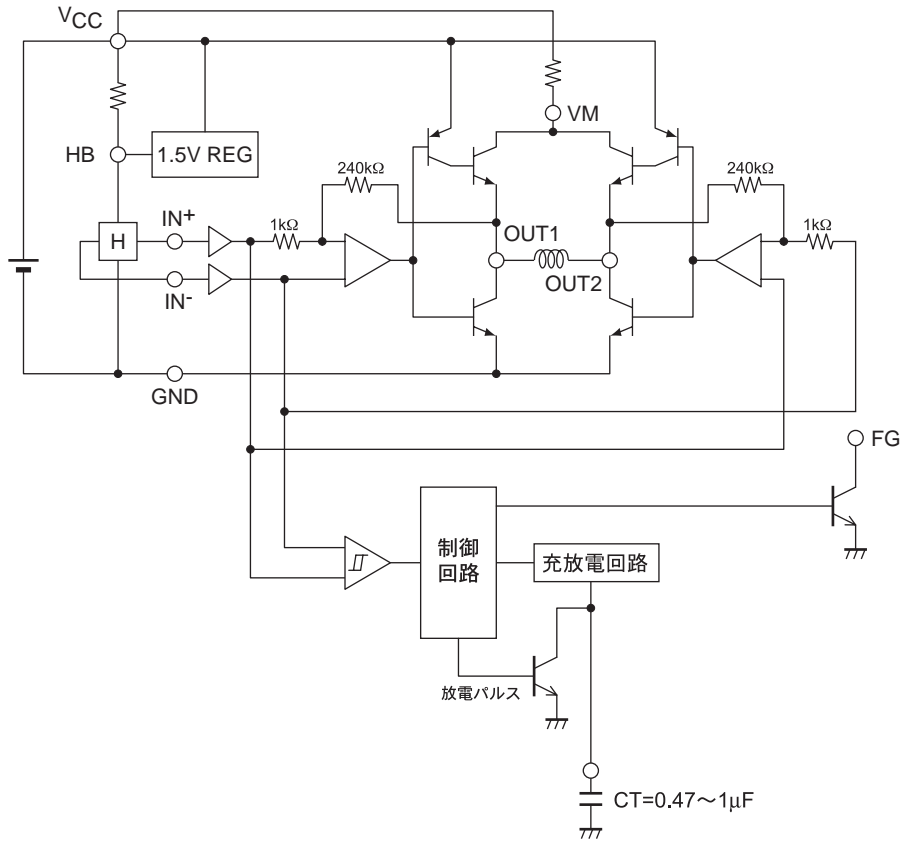 VCC
VM
HB
1.5V REG
240kΩ
240kΩ
IN+
1kΩ
1kΩ
H
OUT1
OUT2
IN-
GND
FG
制御
回路
充放電回路
放電パルス
CT=0.47～1μF